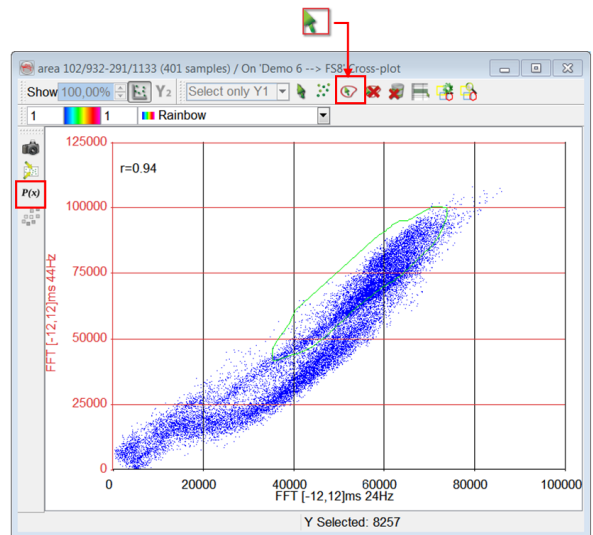 area 102/932-291/1133 (401 samples) / On 'Demo 6 --> FS8' Cross-plot
Show 100,00% Y₂ Select only Y1
1 1 Rainbow
P(x)
r=0.94
125000
100000
75000
50000
25000
0
FFT [-12,12]ms 44Hz
0 20000 40000 60000 80000 100000
FFT [-12,12]ms 24Hz
Y Selected: 8257